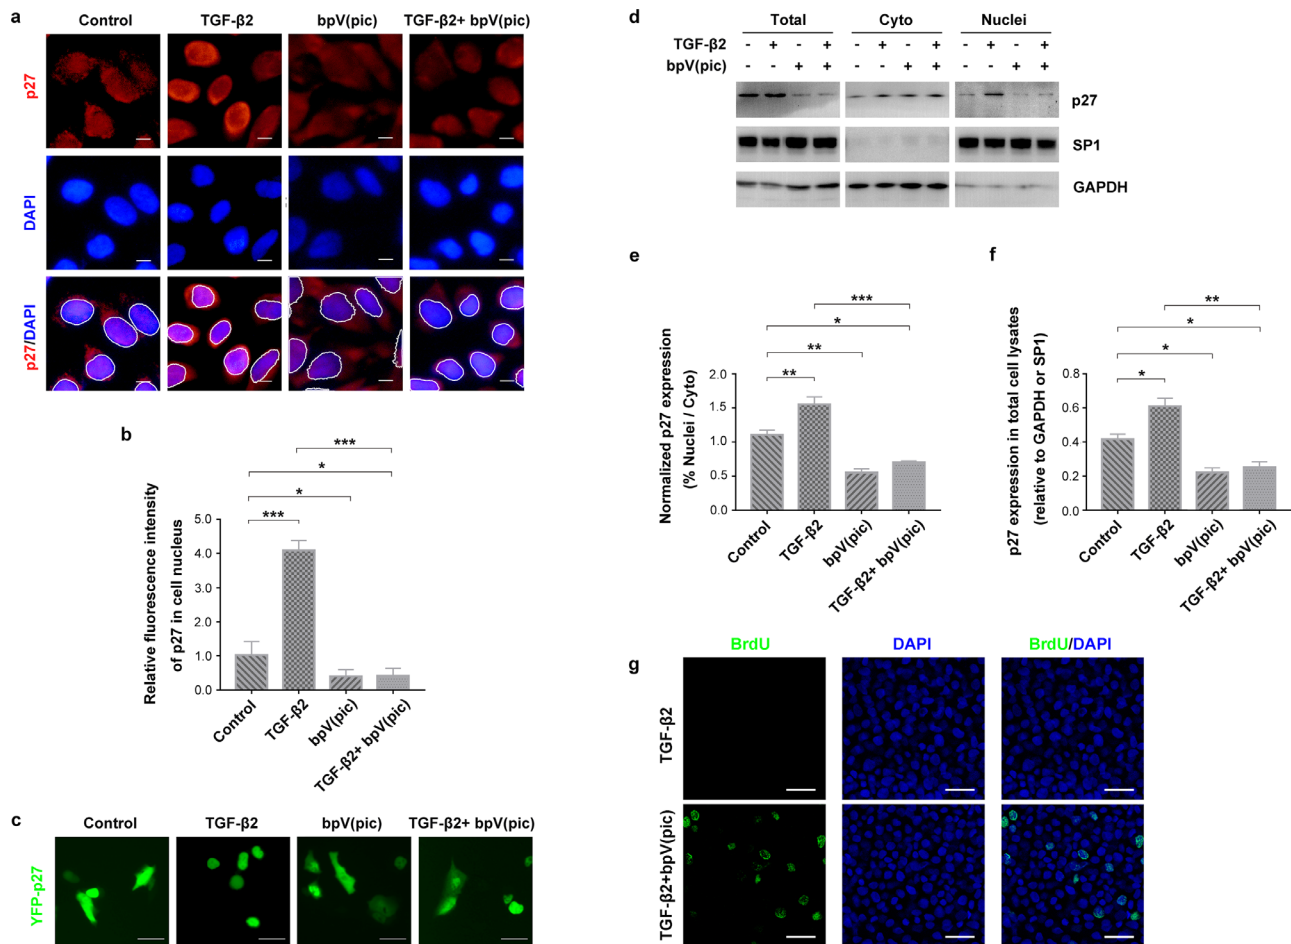 a
Control TGF-β2 bpV(pic) TGF-β2+ bpV(pic)
p27
DAPI
p27/DAPI
b
Relative fluorescence intensity
of p27 in cell nucleus
***
*
*
***
4.0
5.0
4.0
3.0
2.0
1.0
0.0
Control
TGF-β2
bpV(pic)
TGF-β2+ bpV(pic)
c
Control TGF-β2 bpV(pic) TGF-β2+ bpV(pic)
YFP-p27
d
Total Cyto Nuclei
TGF-β2 - + - + - + - + - + - +
bpV(pic) - - + + - - + + - - + +
p27
SP1
GAPDH
e
Normalized p27 expression
(% Nuclei / Cyto)
***
*
**
**
2.0
1.5
1.0
0.5
0.0
Control
TGF-β2
bpV(pic)
TGF-β2+ bpV(pic)
f
p27 expression in total cell lysates
(relative to GAPDH or SP1)
**
*
*
*
0.8
0.6
0.4
0.2
0.0
Control
TGF-β2
bpV(pic)
TGF-β2+ bpV(pic)
g
BrdU DAPI BrdU/DAPI
TGF-β2
TGF-β2+bpV(pic)